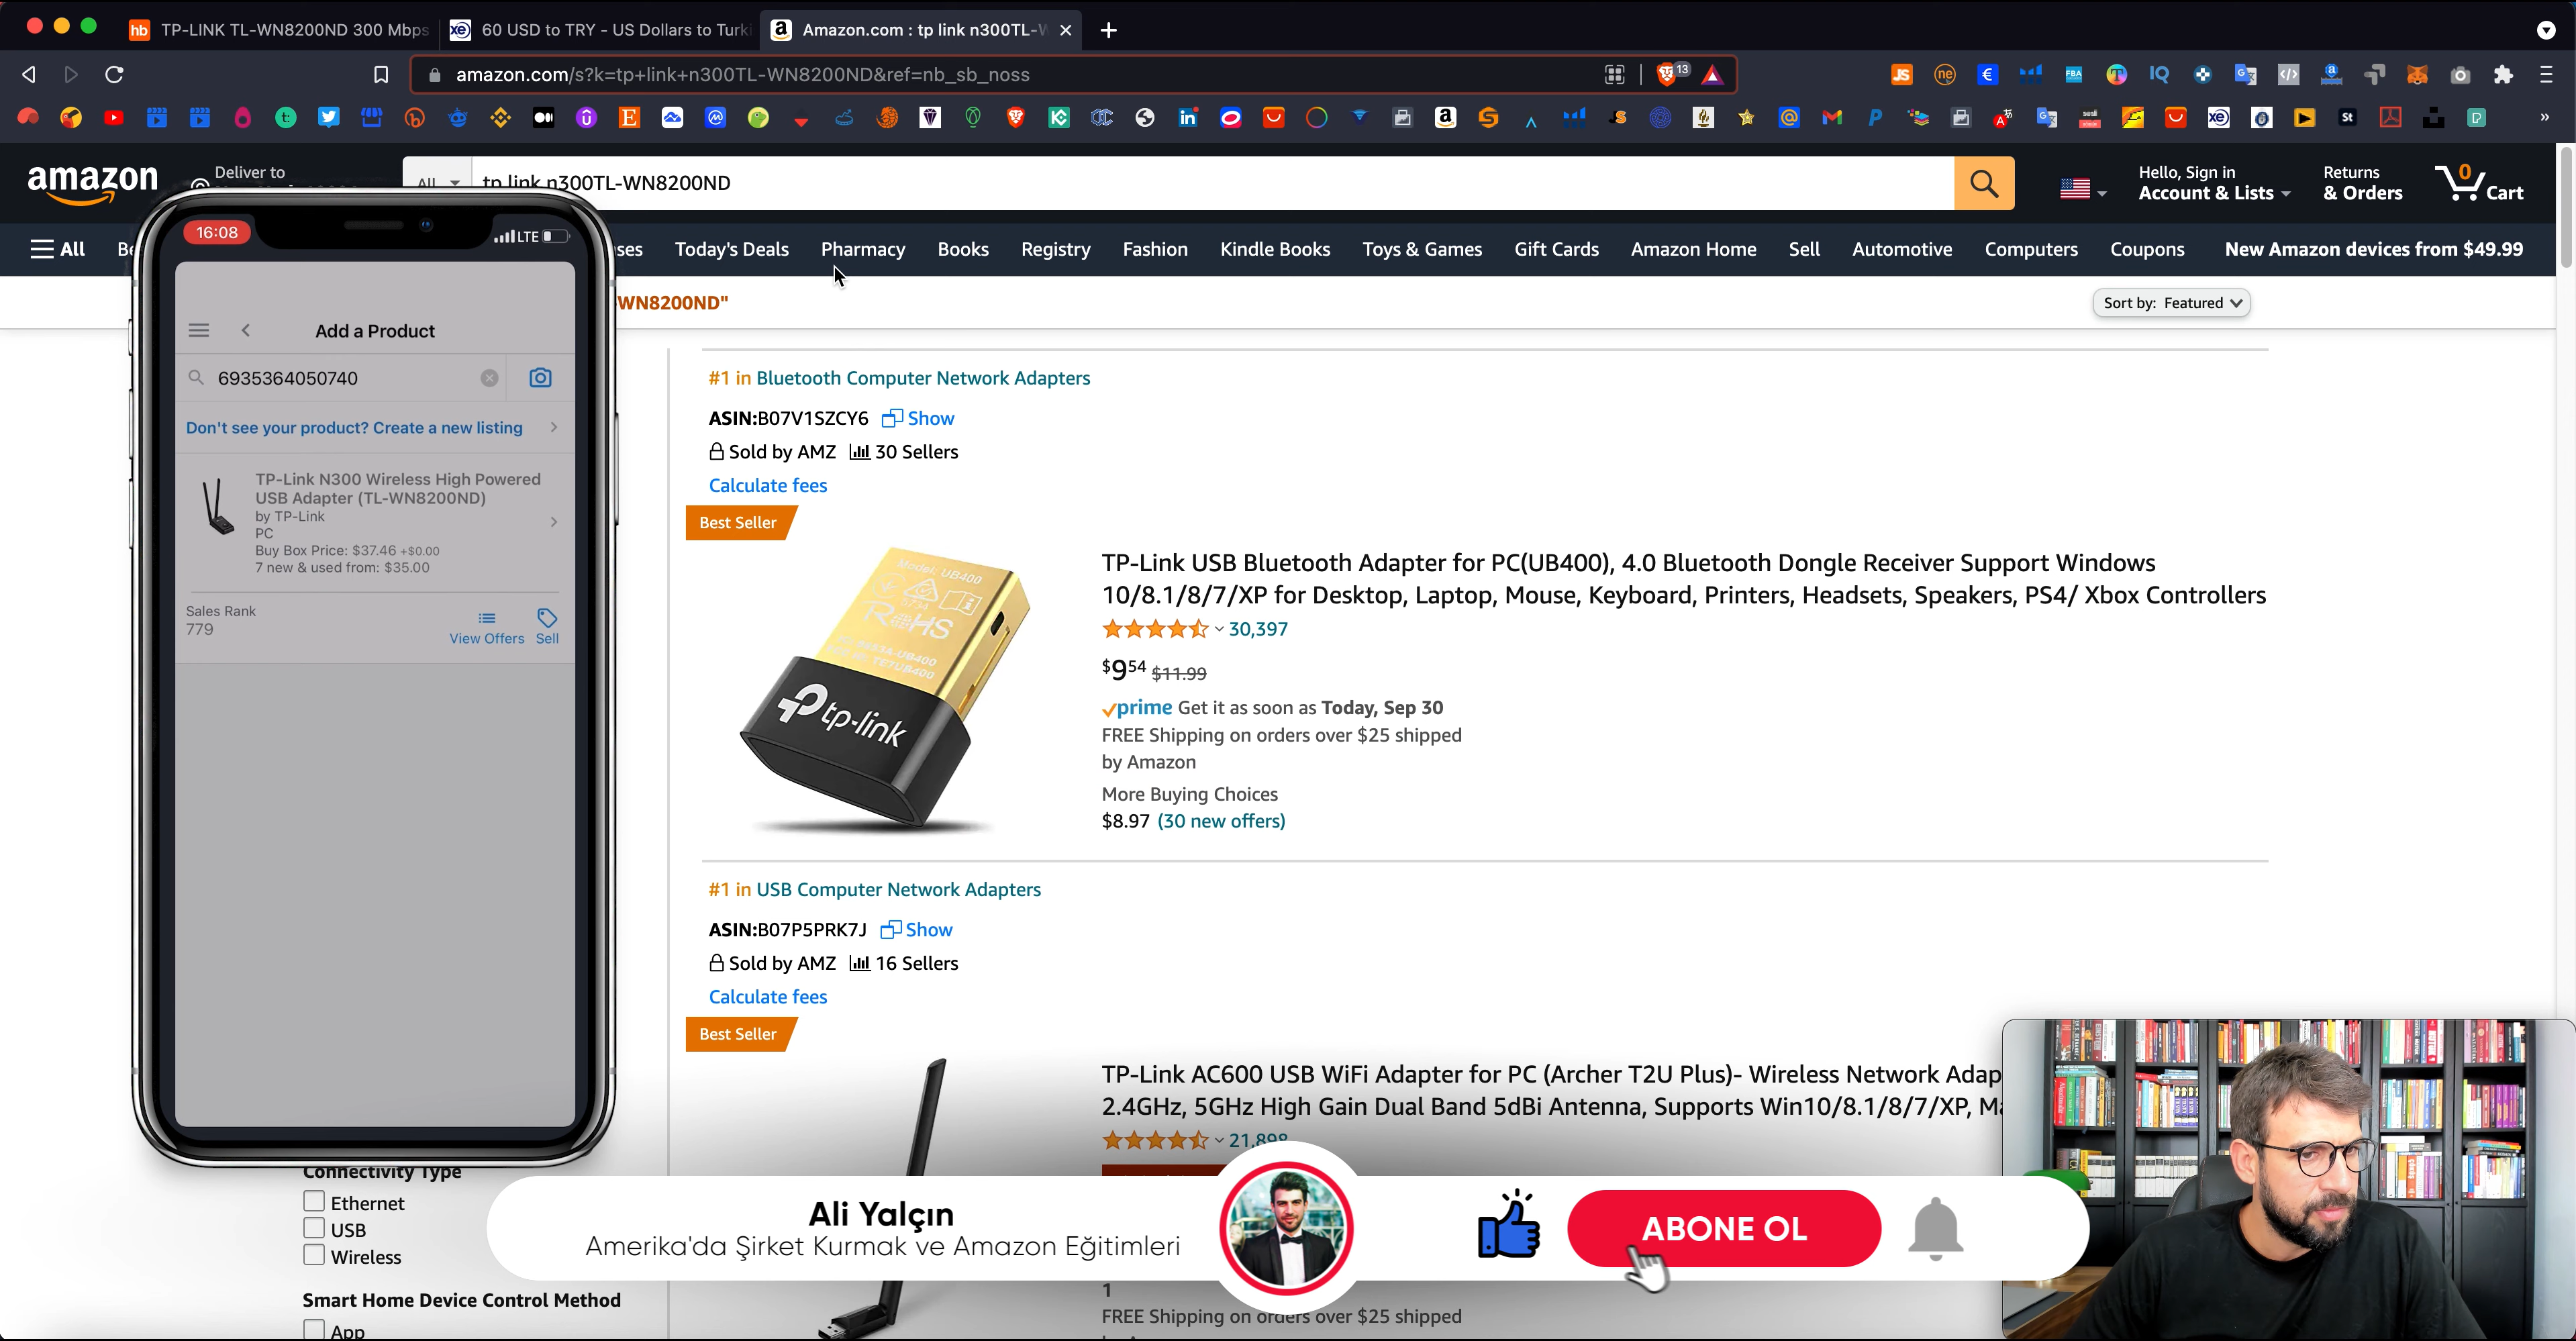 hb TP-LINK TL-WN8200ND 300 Mbps
xe 60 USD to TRY - US Dollars to Turki
Amazon.com : tp link n300TL-W
amazon.com/s?k=tp+link+n300TL-WN8200ND&ref=nb_sb_noss
13
amazon
Deliver to
All
tp link n300TL-WN8200ND
Hello, Sign in
Account & Lists
Returns
& Orders
0
Cart
All
Today's Deals
Pharmacy
Books
Registry
Fashion
Kindle Books
Toys & Games
Gift Cards
Amazon Home
Sell
Automotive
Computers
Coupons
New Amazon devices from $49.99
WN8200ND"
Sort by: Featured
16:08
LTE
Add a Product
6935364050740
Don't see your product? Create a new listing
TP-Link N300 Wireless High Powered
USB Adapter (TL-WN8200ND)
by TP-Link
PC
Buy Box Price: $37.46 +$0.00
7 new & used from: $35.00
Sales Rank
779
View Offers
Sell
#1 in Bluetooth Computer Network Adapters
ASIN:B07V1SZCY6 Show
Sold by AMZ 30 Sellers
Calculate fees
Best Seller
Model: UB400
RoHS
tp-link
TP-Link USB Bluetooth Adapter for PC(UB400), 4.0 Bluetooth Dongle Receiver Support Windows
10/8.1/8/7/XP for Desktop, Laptop, Mouse, Keyboard, Printers, Headsets, Speakers, PS4/ Xbox Controllers
30,397
$9.54 $11.99
prime Get it as soon as Today, Sep 30
FREE Shipping on orders over $25 shipped
by Amazon
More Buying Choices
$8.97 (30 new offers)
#1 in USB Computer Network Adapters
ASIN:B07P5PRK7J Show
Sold by AMZ 16 Sellers
Calculate fees
Best Seller
TP-Link AC600 USB WiFi Adapter for PC (Archer T2U Plus)- Wireless Network Adap
2.4GHz, 5GHz High Gain Dual Band 5dBi Antenna, Supports Win10/8.1/8/7/XP, Ma
21,898
Connectivity Type
Ethernet
USB
Wireless
Smart Home Device Control Method
App
Ali Yalçın
Amerika'da Şirket Kurmak ve Amazon Eğitimleri
ABONE OL
1
FREE Shipping on orders over $25 shipped